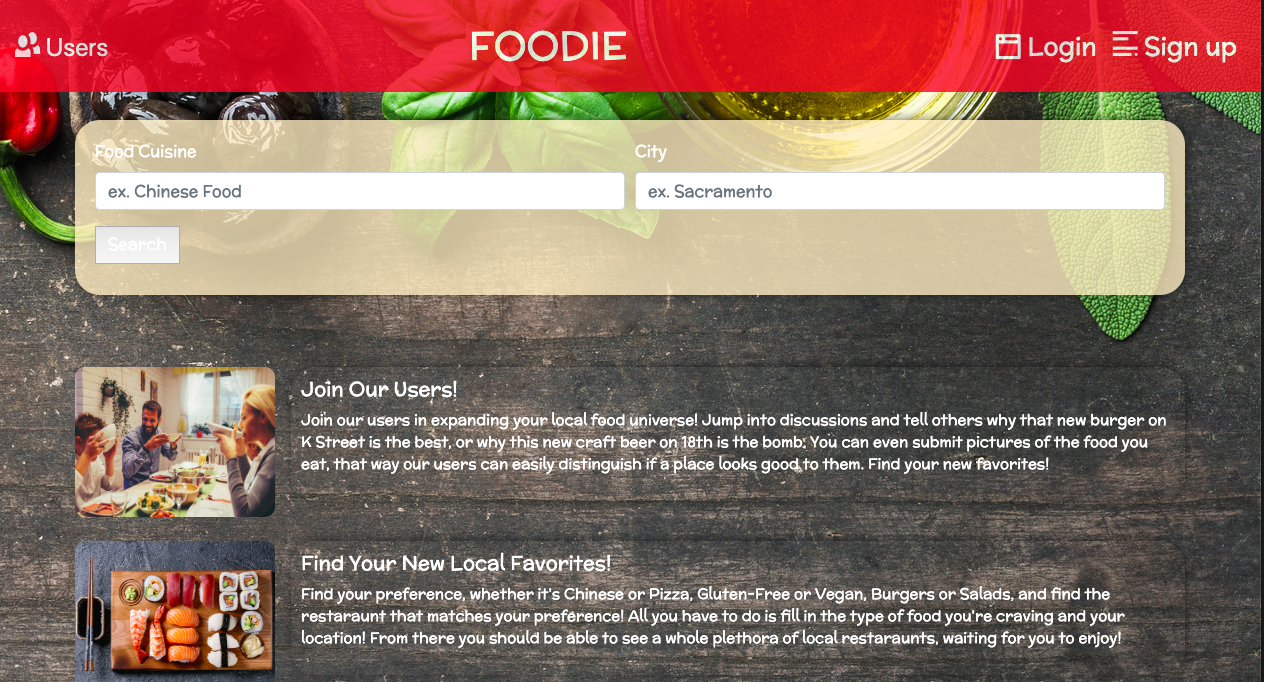 Users
FOODIE
Login
Sign up
Food Cuisine
City
ex. Chinese Food
ex. Sacramento
Search
Join Our Users!
Join our users in expanding your local food universe! Jump into discussions and tell others why that new burger on
K Street is the best, or why this new craft beer on 18th is the bomb; You can even submit pictures of the food you
eat, that way our users can easily distinguish if a place looks good to them. Find your new favorites!
Find Your New Local Favorites!
Find your preference, whether it's Chinese or Pizza, Gluten-Free or Vegan, Burgers or Salads, and find the
restaraunt that matches your preference! All you have to do is fill in the type of food you're craving and your
location! From there you should be able to see a whole plethora of local restaraunts, waiting for you to enjoy!